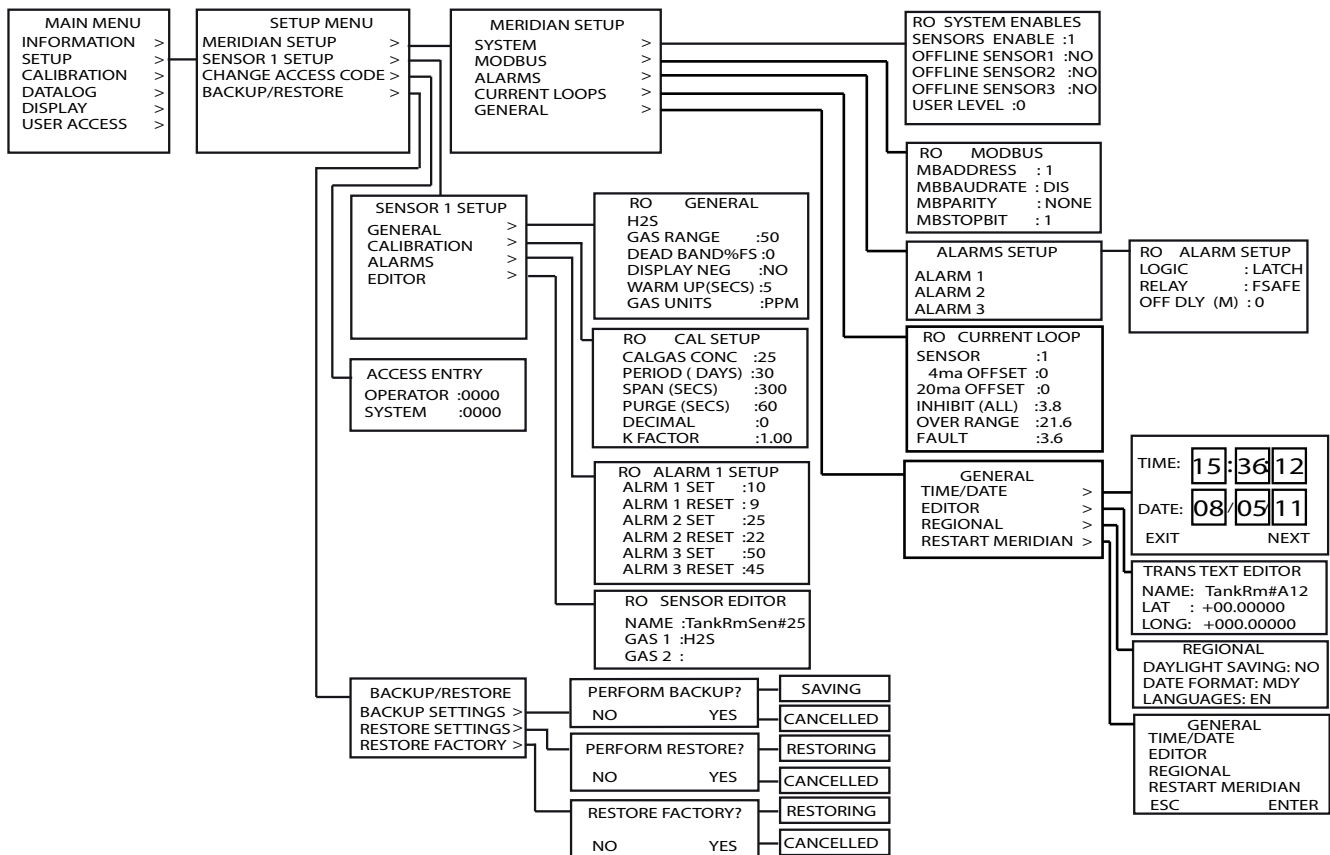 MAIN MENU
INFORMATION >
SETUP >
CALIBRATION >
DATALOG >
DISPLAY >
USER ACCESS >
SETUP MENU
MERIDIAN SETUP >
SENSOR 1 SETUP >
CHANGE ACCESS CODE >
BACKUP/RESTORE >
MERIDIAN SETUP
SYSTEM >
MODBUS >
ALARMS >
CURRENT LOOPS >
GENERAL >
RO SYSTEM ENABLES
SENSORS ENABLE :1
OFFLINE SENSOR1 :NO
OFFLINE SENSOR2 :NO
OFFLINE SENSOR3 :NO
USER LEVEL :0
RO MODBUS
MBADDRESS : 1
MBBAUDRATE : DIS
MBPARITY : NONE
MBSTOPBIT : 1
SENSOR 1 SETUP
GENERAL >
CALIBRATION >
ALARMS >
EDITOR >
RO GENERAL
H2S
GAS RANGE :50
DEAD BAND%FS :0
DISPLAY NEG :NO
WARM UP(SECS) :5
GAS UNITS :PPM
ALARMS SETUP
ALARM 1
ALARM 2
ALARM 3
RO ALARM SETUP
LOGIC : LATCH
RELAY : FSAFE
OFF DLY (M) : 0
RO CAL SETUP
CALGAS CONC :25
PERIOD ( DAYS) :30
SPAN (SECS) :300
PURGE (SECS) :60
DECIMAL :0
K FACTOR :1.00
RO CURRENT LOOP
SENSOR :1
4ma OFFSET :0
20ma OFFSET :0
INHIBIT (ALL) :3.8
OVER RANGE :21.6
FAULT :3.6
ACCESS ENTRY
OPERATOR :0000
SYSTEM :0000
RO ALARM 1 SETUP
ALRM 1 SET :10
ALRM 1 RESET : 9
ALRM 2 SET :25
ALRM 2 RESET :22
ALRM 3 SET :50
ALRM 3 RESET :45
GENERAL
TIME/DATE >
EDITOR >
REGIONAL >
RESTART MERIDIAN >
TIME: 15:36:12
DATE: 08/05/11
EXIT NEXT
TRANS TEXT EDITOR
NAME: TankRm#A12
LAT : +00.00000
LONG: +000.00000
RO SENSOR EDITOR
NAME :TankRmSen#25
GAS 1 :H2S
GAS 2 :
REGIONAL
DAYLIGHT SAVING: NO
DATE FORMAT: MDY
LANGUAGES: EN
BACKUP/RESTORE
BACKUP SETTINGS >
RESTORE SETTINGS >
RESTORE FACTORY >
PERFORM BACKUP?
NO YES
SAVING
CANCELLED
PERFORM RESTORE?
NO YES
RESTORING
CANCELLED
RESTORE FACTORY?
NO YES
RESTORING
CANCELLED
GENERAL
TIME/DATE
EDITOR
REGIONAL
RESTART MERIDIAN
ESC ENTER